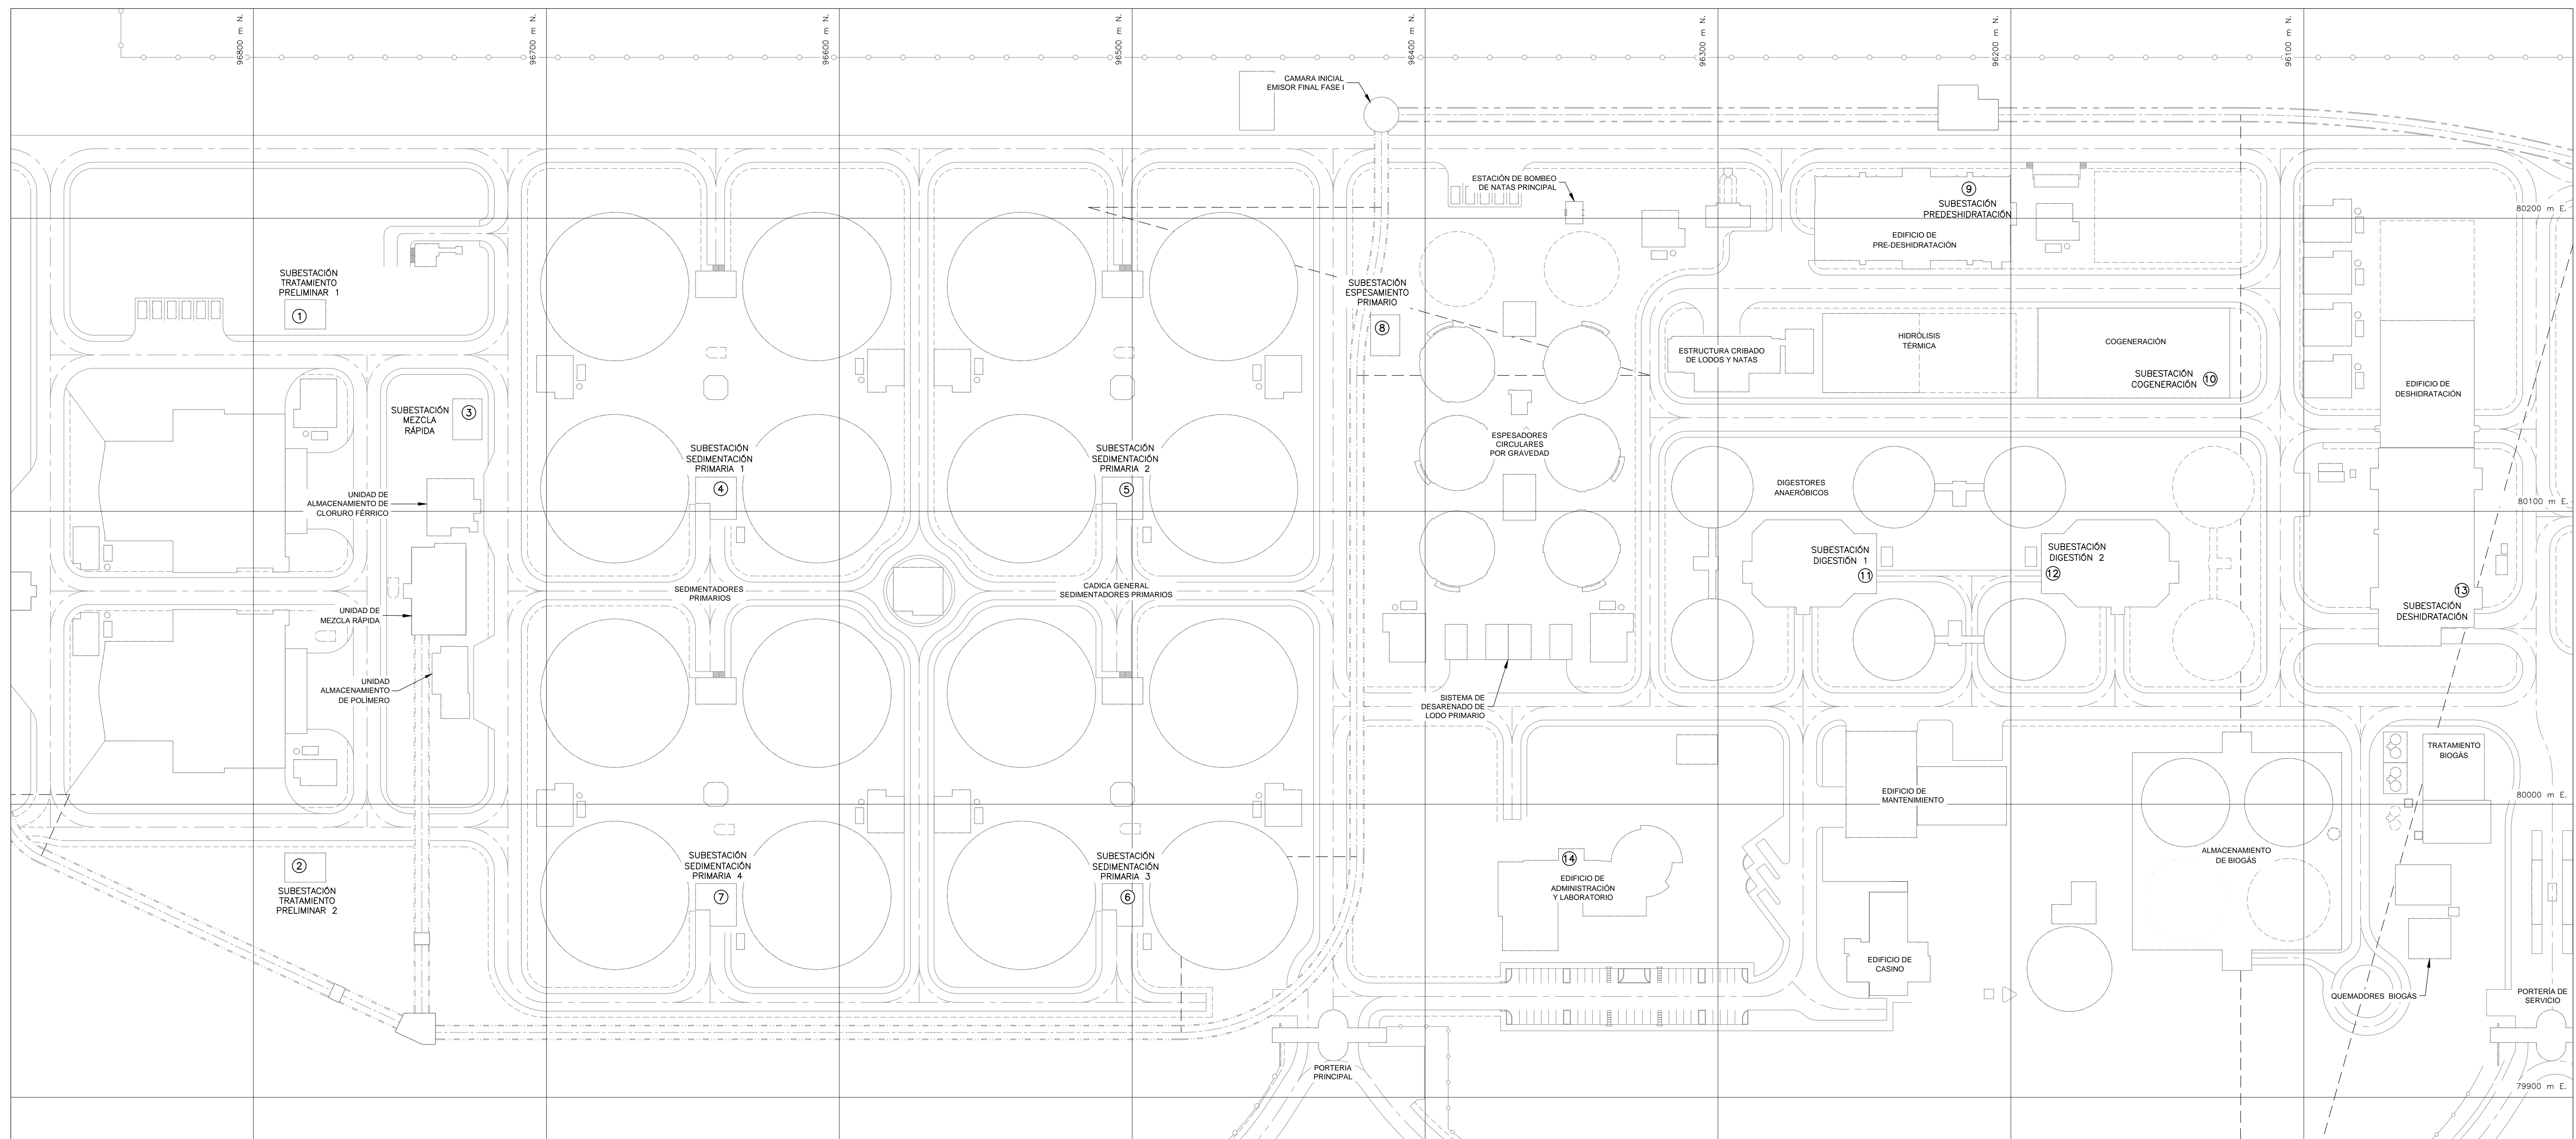 96800 m N.
96700 m N.
96600 m N.
96500 m N.
96400 m N.
96300 m N.
96200 m N.
96100 m N.
CAMARA INICIAL
EMISOR FINAL FASE I
ESTACIÓN DE BOMBEO
DE NATAS PRINCIPAL
9
SUBESTACIÓN
PREDESHIDRATACIÓN
EDIFICIO DE
PRE-DESHIDRATACIÓN
80200 m E.
SUBESTACIÓN
TRATAMIENTO
PRELIMINAR 1
1
SUBESTACIÓN
ESPESAMIENTO
PRIMARIO
8
ESTRUCTURA CRIBADO
DE LODOS Y NATAS
HIDRÓLISIS
TÉRMICA
COGENERACIÓN
SUBESTACIÓN
COGENERACIÓN
10
EDIFICIO DE
DESHIDRATACIÓN
SUBESTACIÓN
MEZCLA
RÁPIDA
3
SUBESTACIÓN
SEDIMENTACIÓN
PRIMARIA 1
4
SUBESTACIÓN
SEDIMENTACIÓN
PRIMARIA 2
5
ESPESADORES
CIRCULARES
POR GRAVEDAD
DIGESTORES
ANAERÓBICOS
UNIDAD DE
ALMACENAMIENTO DE
CLORURO FÉRRICO
80100 m E.
SUBESTACIÓN
DIGESTIÓN 1
11
SUBESTACIÓN
DIGESTIÓN 2
12
13
SUBESTACIÓN
DESHIDRATACIÓN
SEDIMENTADORES
PRIMARIOS
CADICA GENERAL
SEDIMENTADORES PRIMARIOS
UNIDAD DE
MEZCLA RÁPIDA
UNIDAD
ALMACENAMIENTO
DE POLÍMERO
SISTEMA DE
DESARENADO DE
LODO PRIMARIO
TRATAMIENTO
BIOGÁS
EDIFICIO DE
MANTENIMIENTO
80000 m E.
2
SUBESTACIÓN
TRATAMIENTO
PRELIMINAR 2
SUBESTACIÓN
SEDIMENTACIÓN
PRIMARIA 4
7
SUBESTACIÓN
SEDIMENTACIÓN
PRIMARIA 3
6
14
EDIFICIO DE
ADMINISTRACIÓN
Y LABORATORIO
ALMACENAMIENTO
DE BIOGÁS
EDIFICIO DE
CASINO
QUEMADORES BIOGÁS
PORTERÍA DE
SERVICIO
PORTERIA
PRINCIPAL
79900 m E.